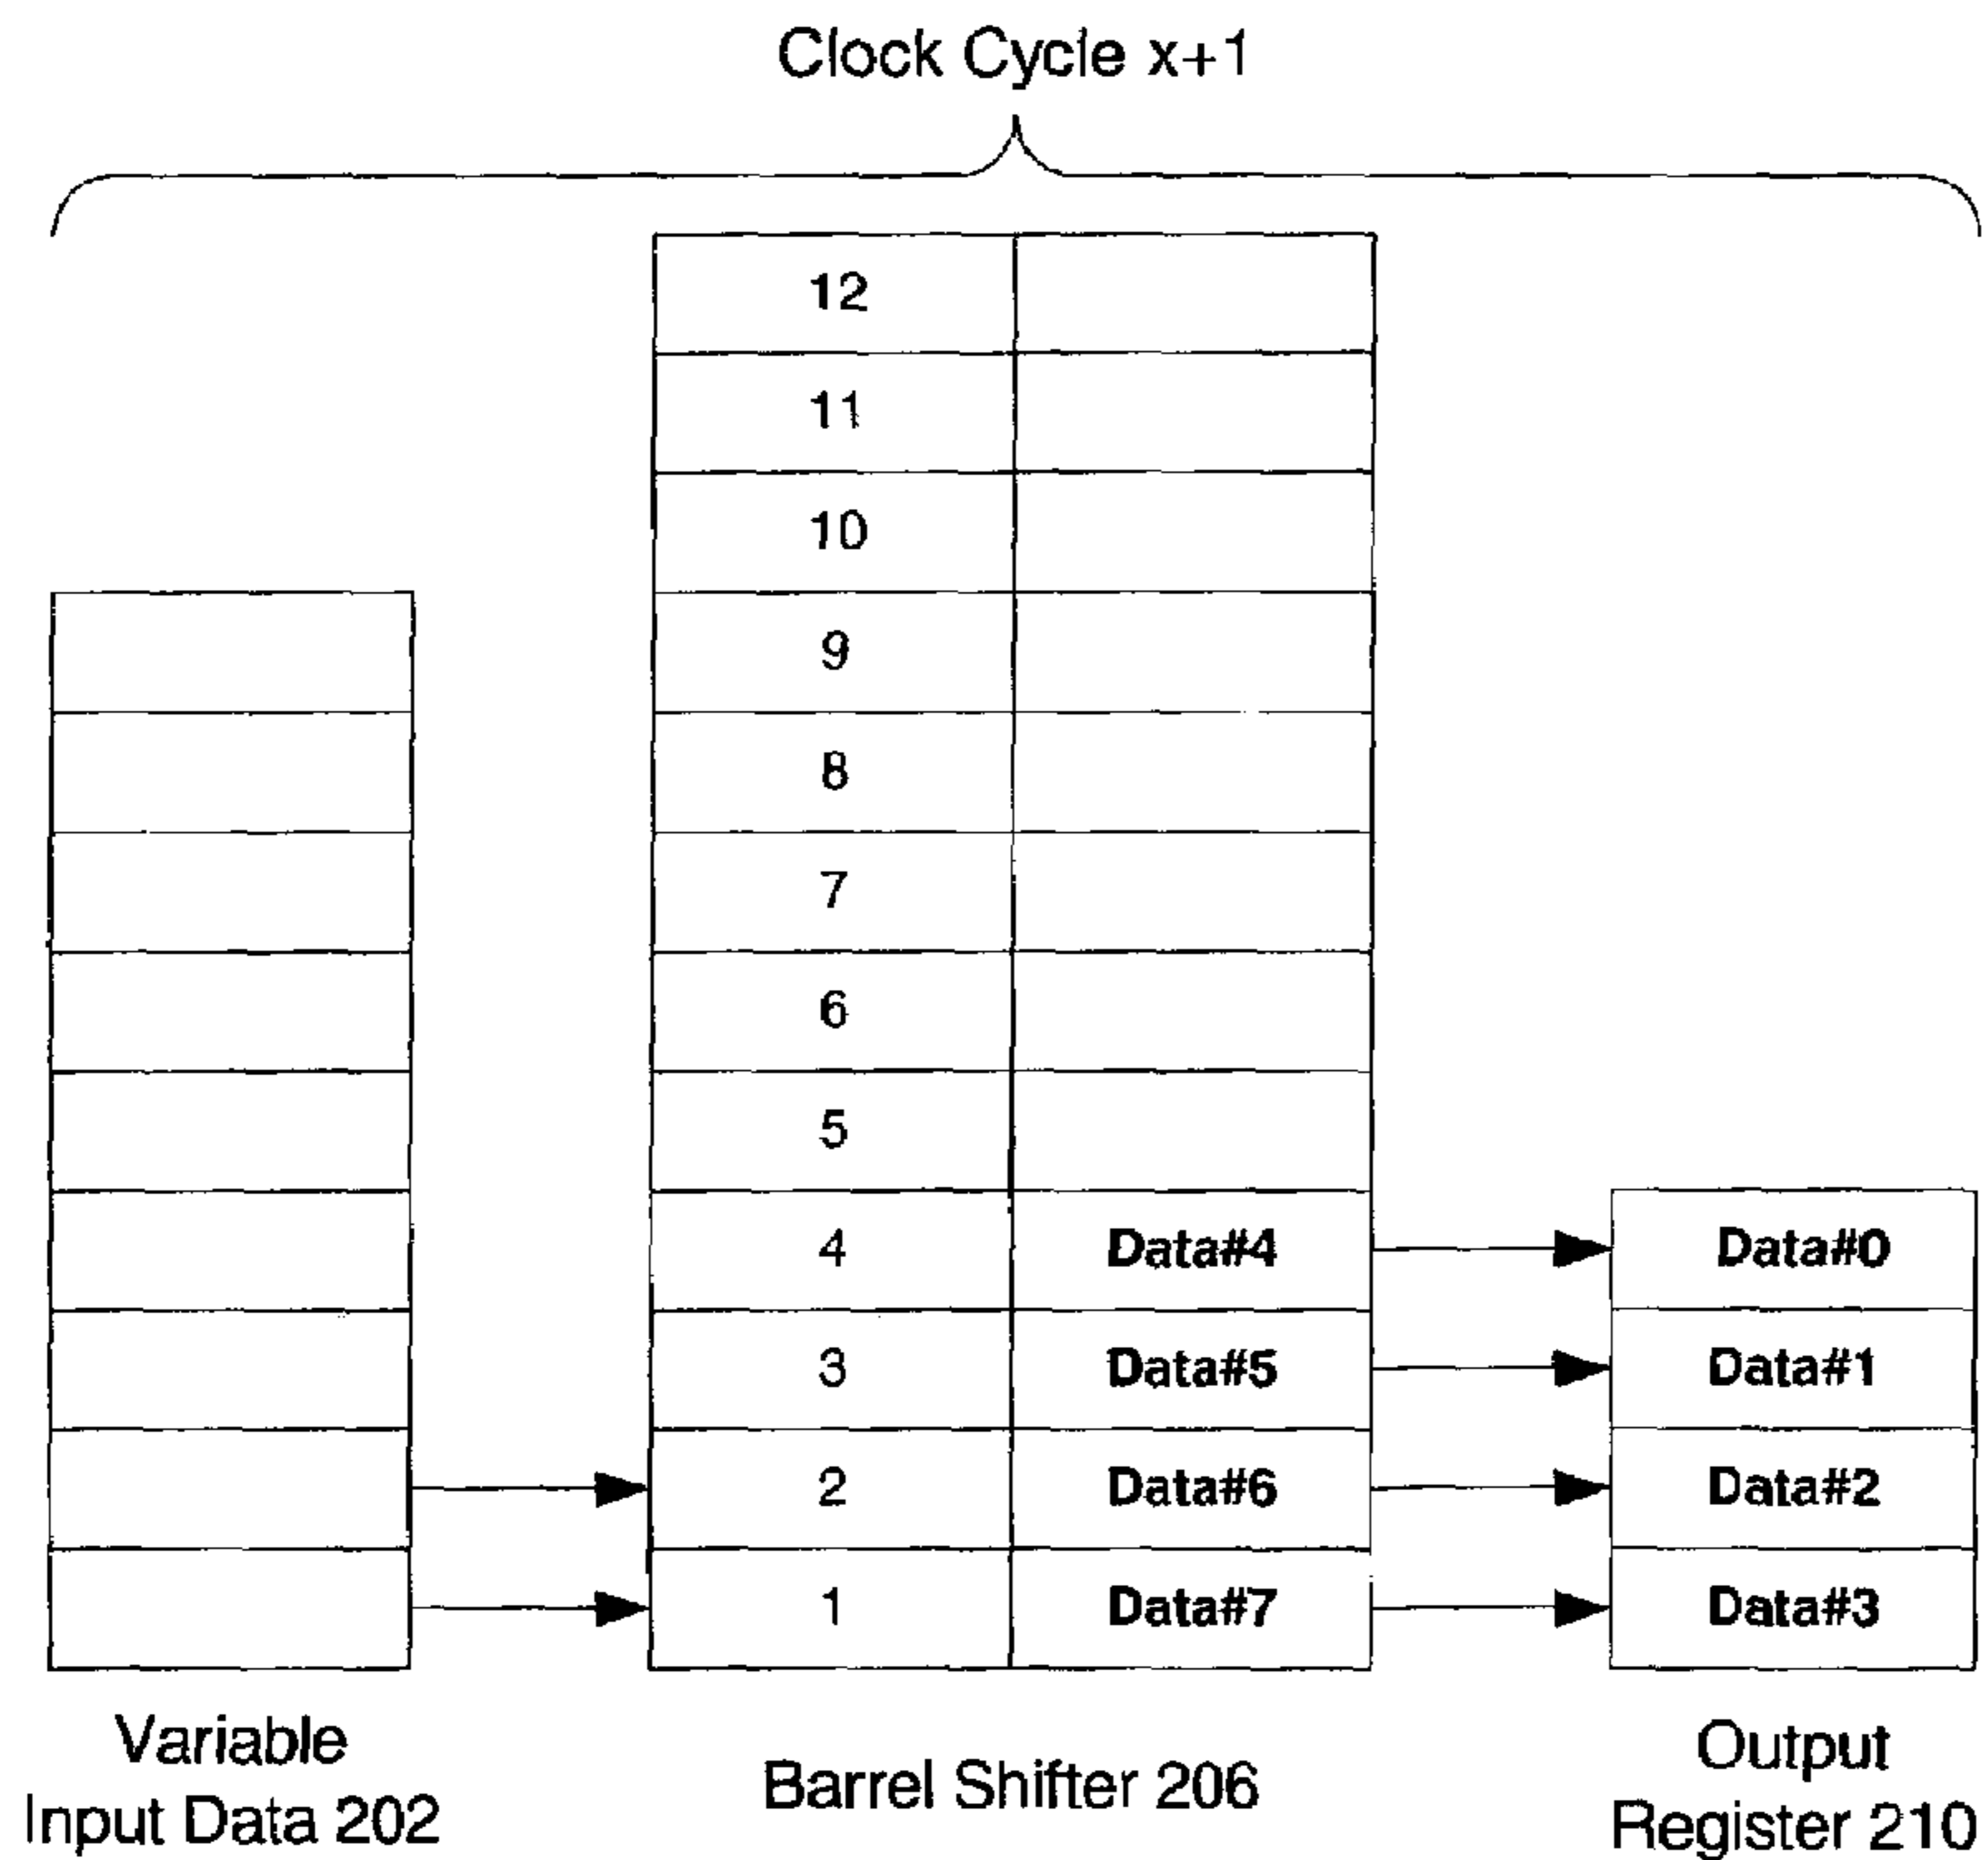 Clock Cycle x+1
12
11
10
9
8
7
6
5
4 Data#4 Data#0
3 Data#5 Data#1
2 Data#6 Data#2
1 Data#7 Data#3
Variable
Input Data 202
Barrel Shifter 206
Output
Register 210